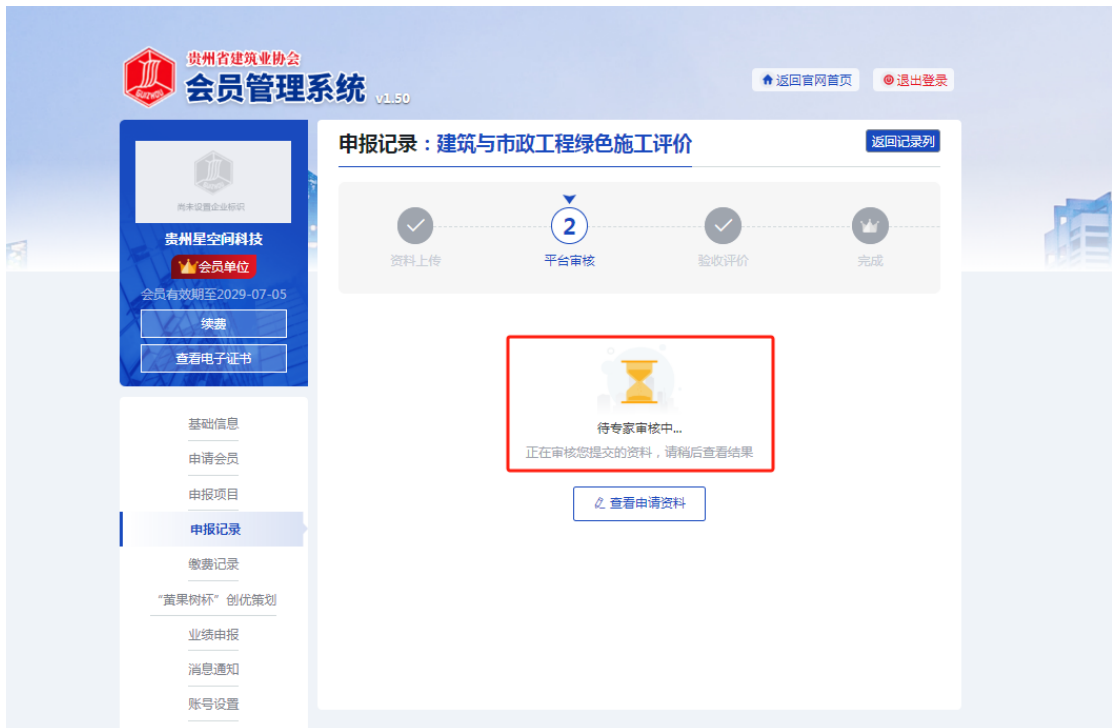 贵州省建筑业协会
会员管理系统 v1.50
返回官网首页
退出登录
尚未设置企业标识
贵州星空问科技
会员单位
会员有效期至2029-07-05
续费
查看电子证书
基础信息
申请会员
申报项目
申报记录
缴费记录
“黄果树杯”创优策划
业绩申报
消息通知
账号设置
申报记录：建筑与市政工程绿色施工评价
返回记录列
资料上传
2
平台审核
验收评价
完成
待专家审核中...
正在审核您提交的资料，请稍后查看结果
查看申请资料